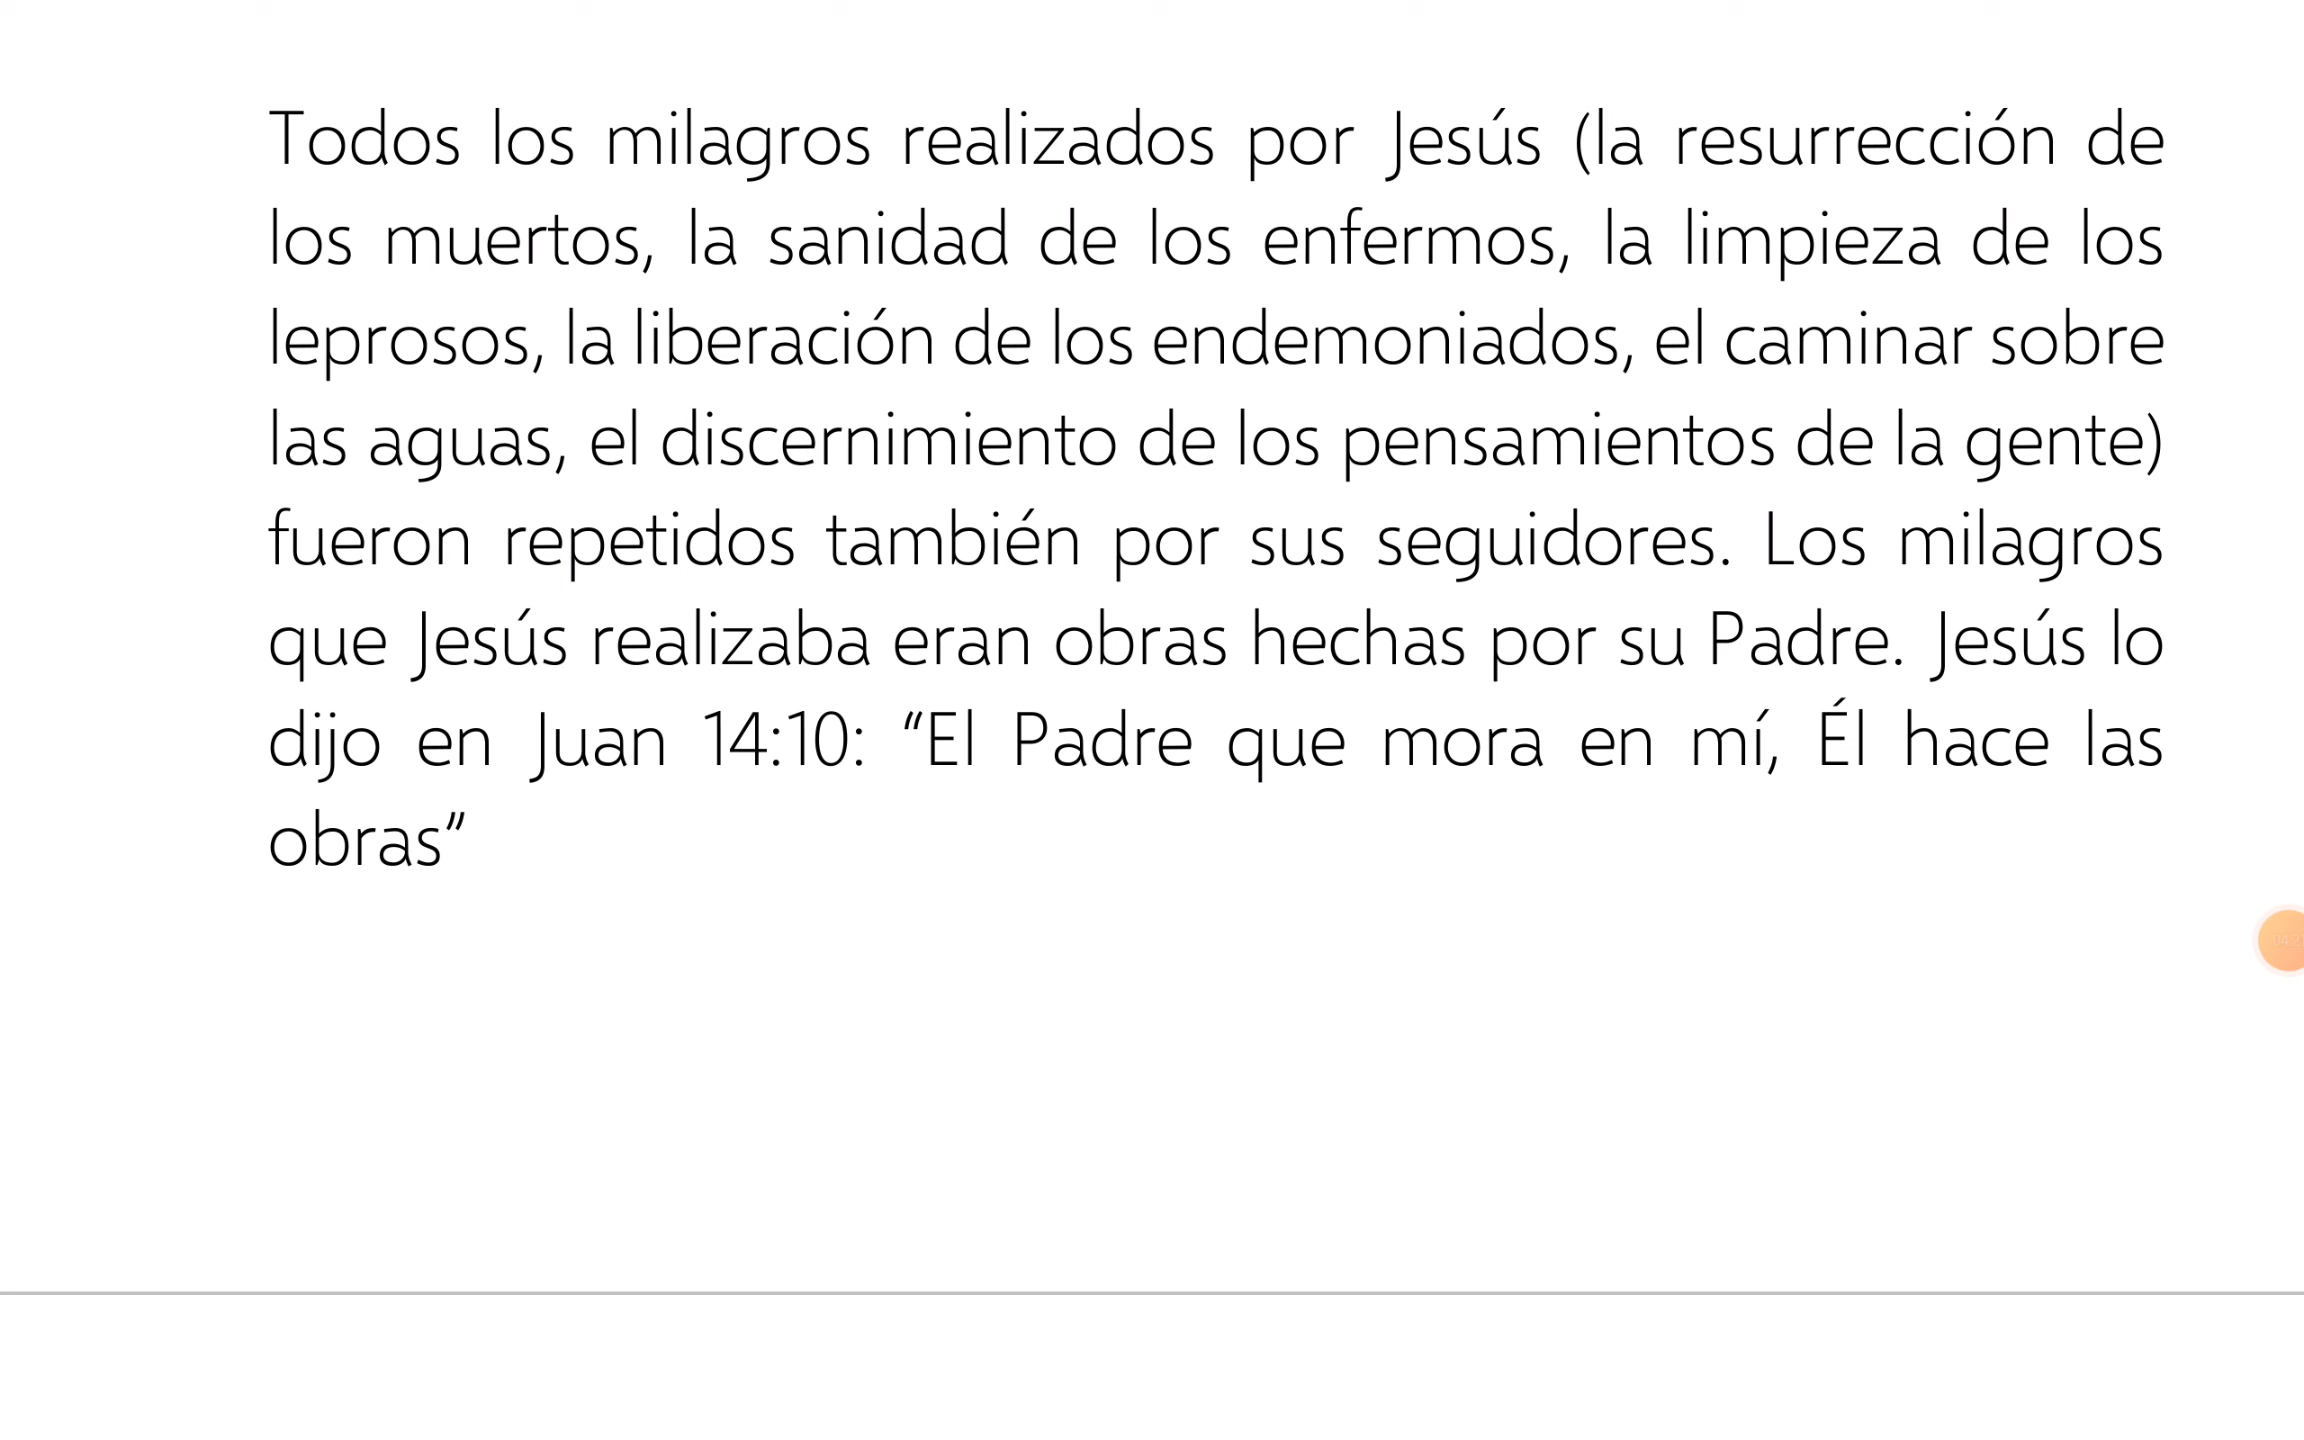 Todos los milagros realizados por Jesús (la resurrección de
los muertos, la sanidad de los enfermos, la limpieza de los
leprosos, la liberación de los endemoniados, el caminar sobre
las aguas, el discernimiento de los pensamientos de la gente)
fueron repetidos también por sus seguidores. Los milagros
que Jesús realizaba eran obras hechas por su Padre. Jesús lo
dijo en Juan 14:10: “El Padre que mora en mí, Él hace las
obras”